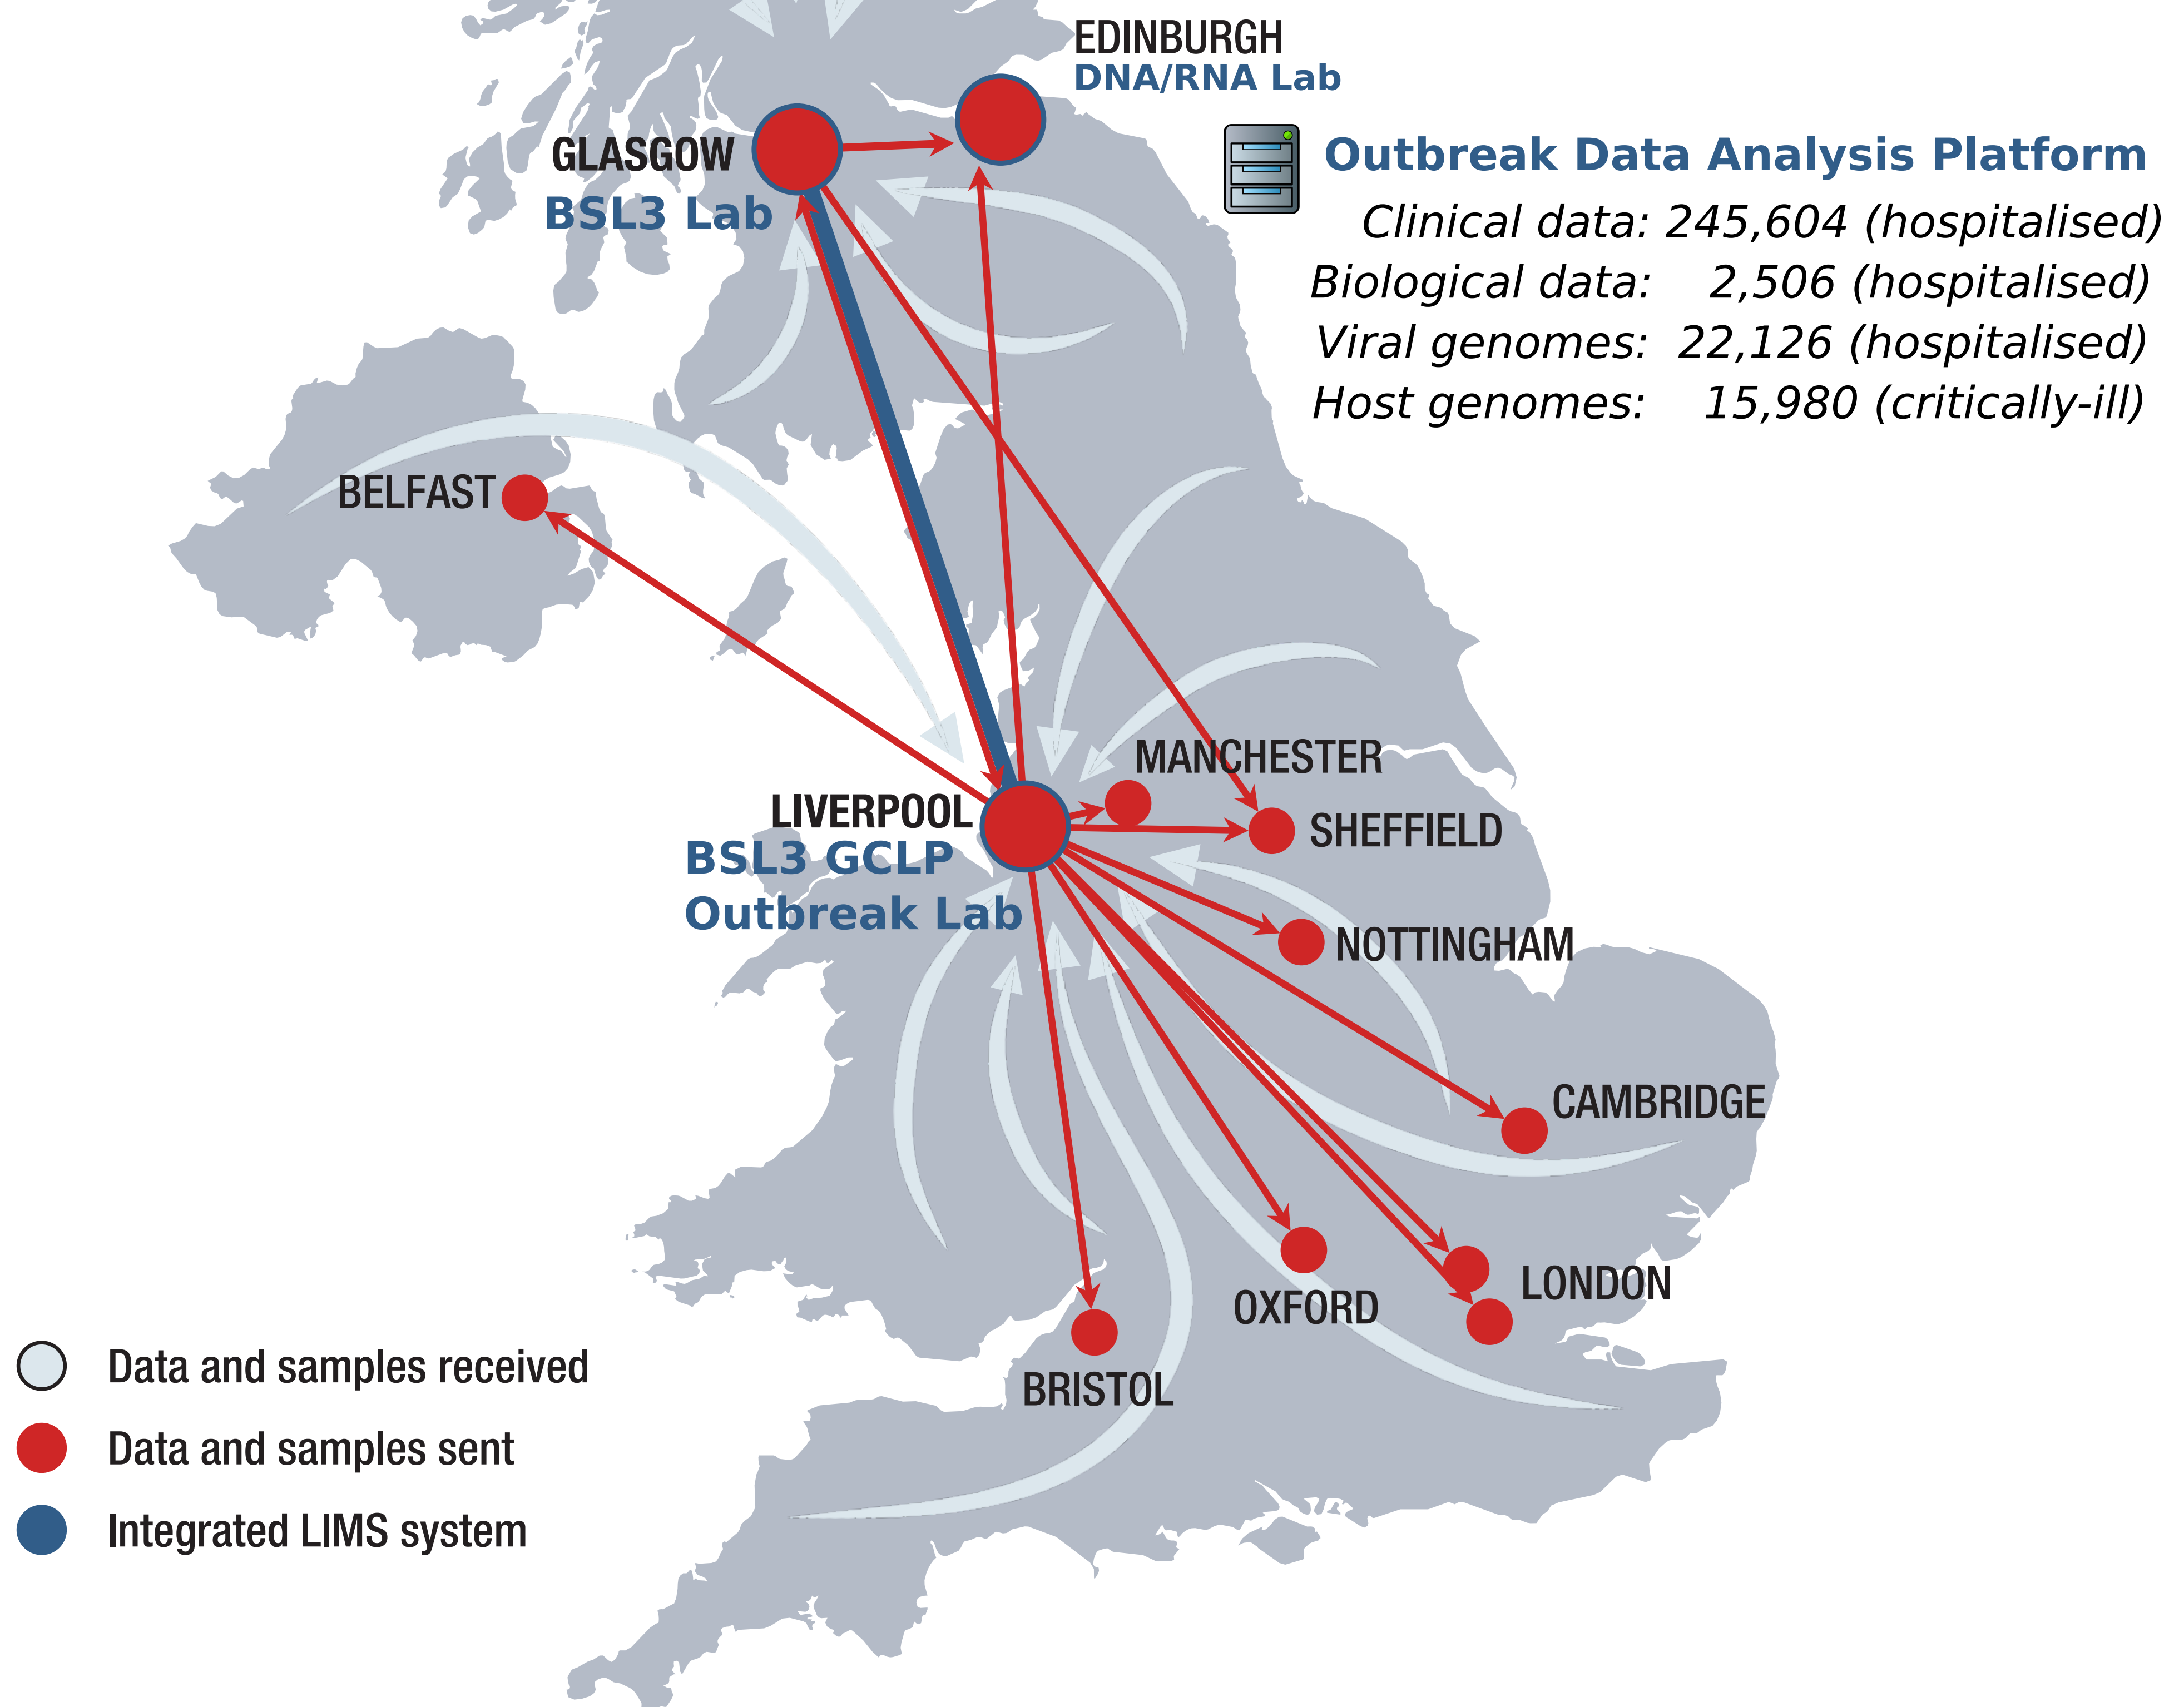 EDINBURGH
DNA/RNA Lab
GLASGOW
BSL3 Lab
Outbreak Data Analysis Platform
Clinical data: 245,604 (hospitalised)
Biological data: 2,506 (hospitalised)
Viral genomes: 22,126 (hospitalised)
Host genomes: 15,980 (critically-ill)
BELFAST
MANCHESTER
LIVERPOOL
BSL3 GCLP
Outbreak Lab
SHEFFIELD
NOTTINGHAM
CAMBRIDGE
LONDON
OXFORD
BRISTOL
Data and samples received
Data and samples sent
Integrated LIMS system